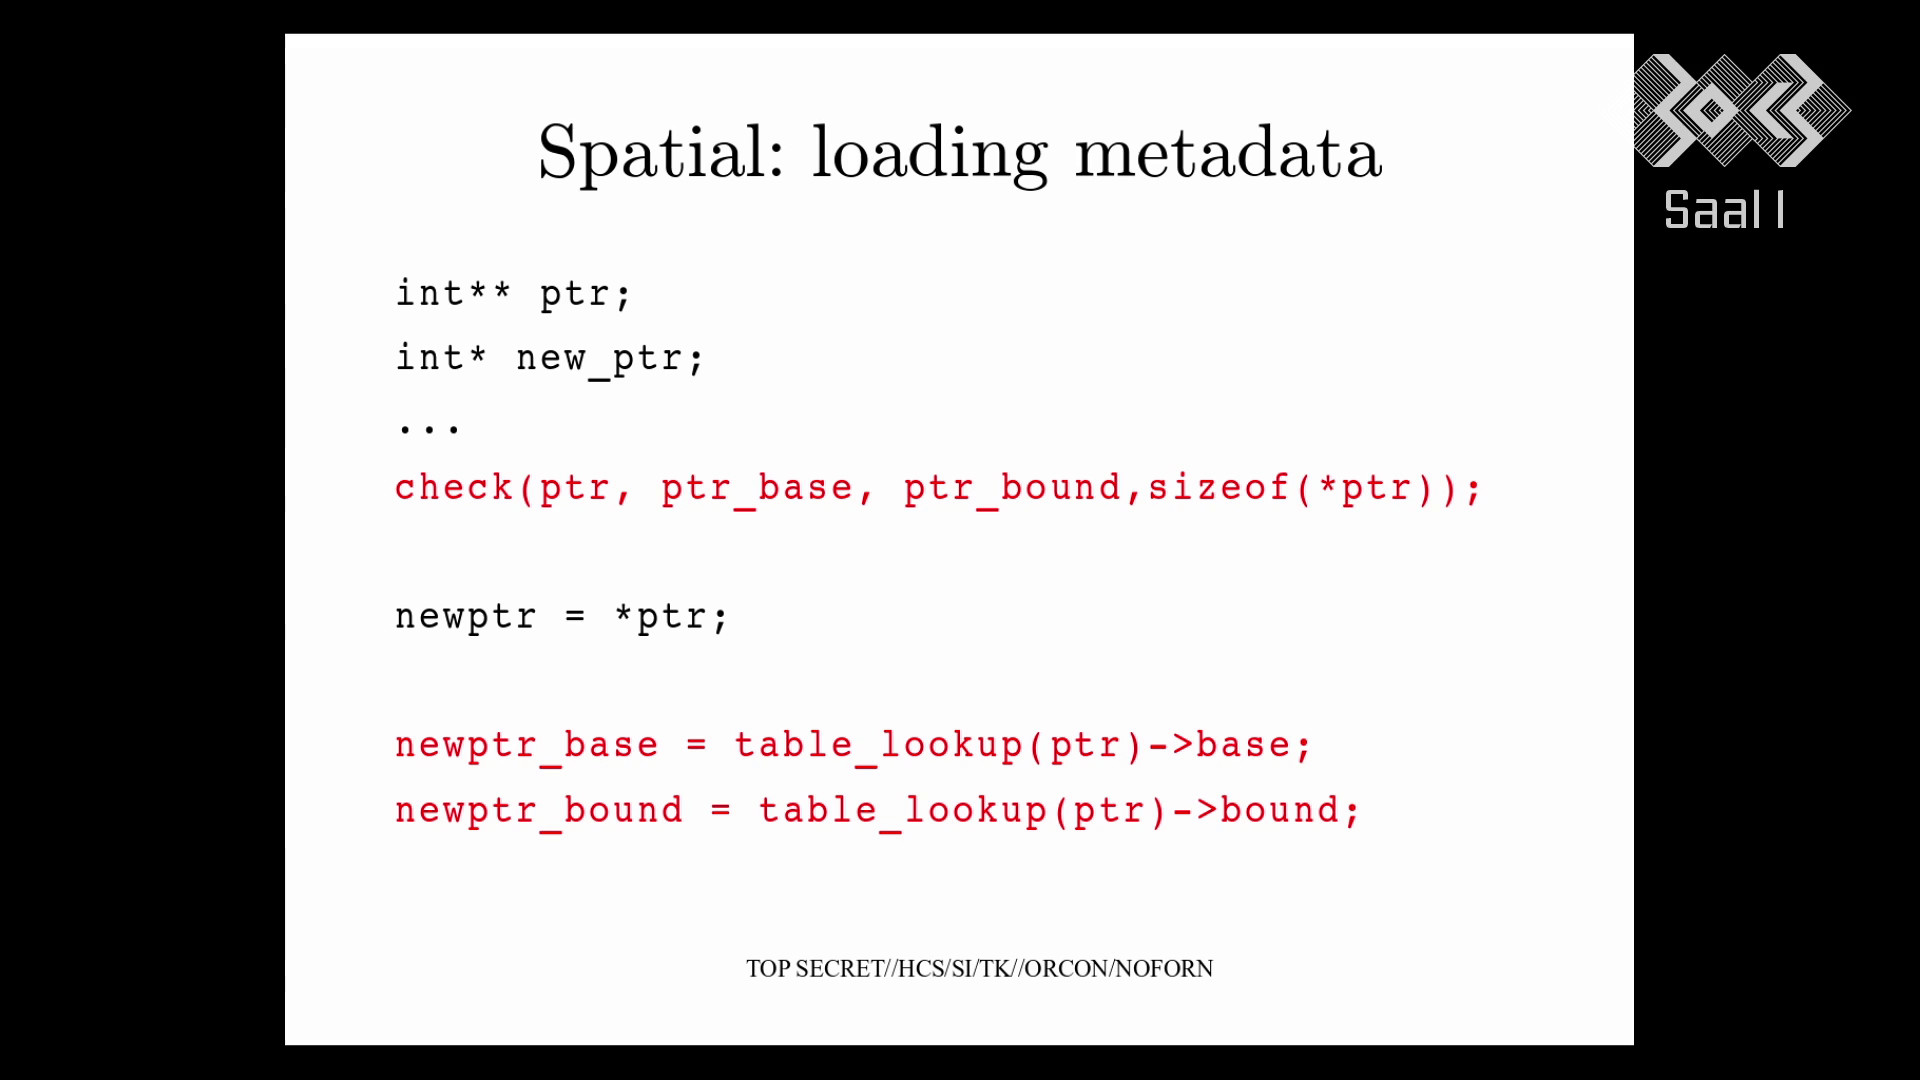 Spatial: loading metadata
int** ptr;
int* new_ptr;
...
check(ptr, ptr_base, ptr_bound,sizeof(*ptr));
newptr = *ptr;
newptr_base = table_lookup(ptr)->base;
newptr_bound = table_lookup(ptr)->bound;
TOP SECRET//HCS/SI/TK//ORCON/NOFORN
Saal 1